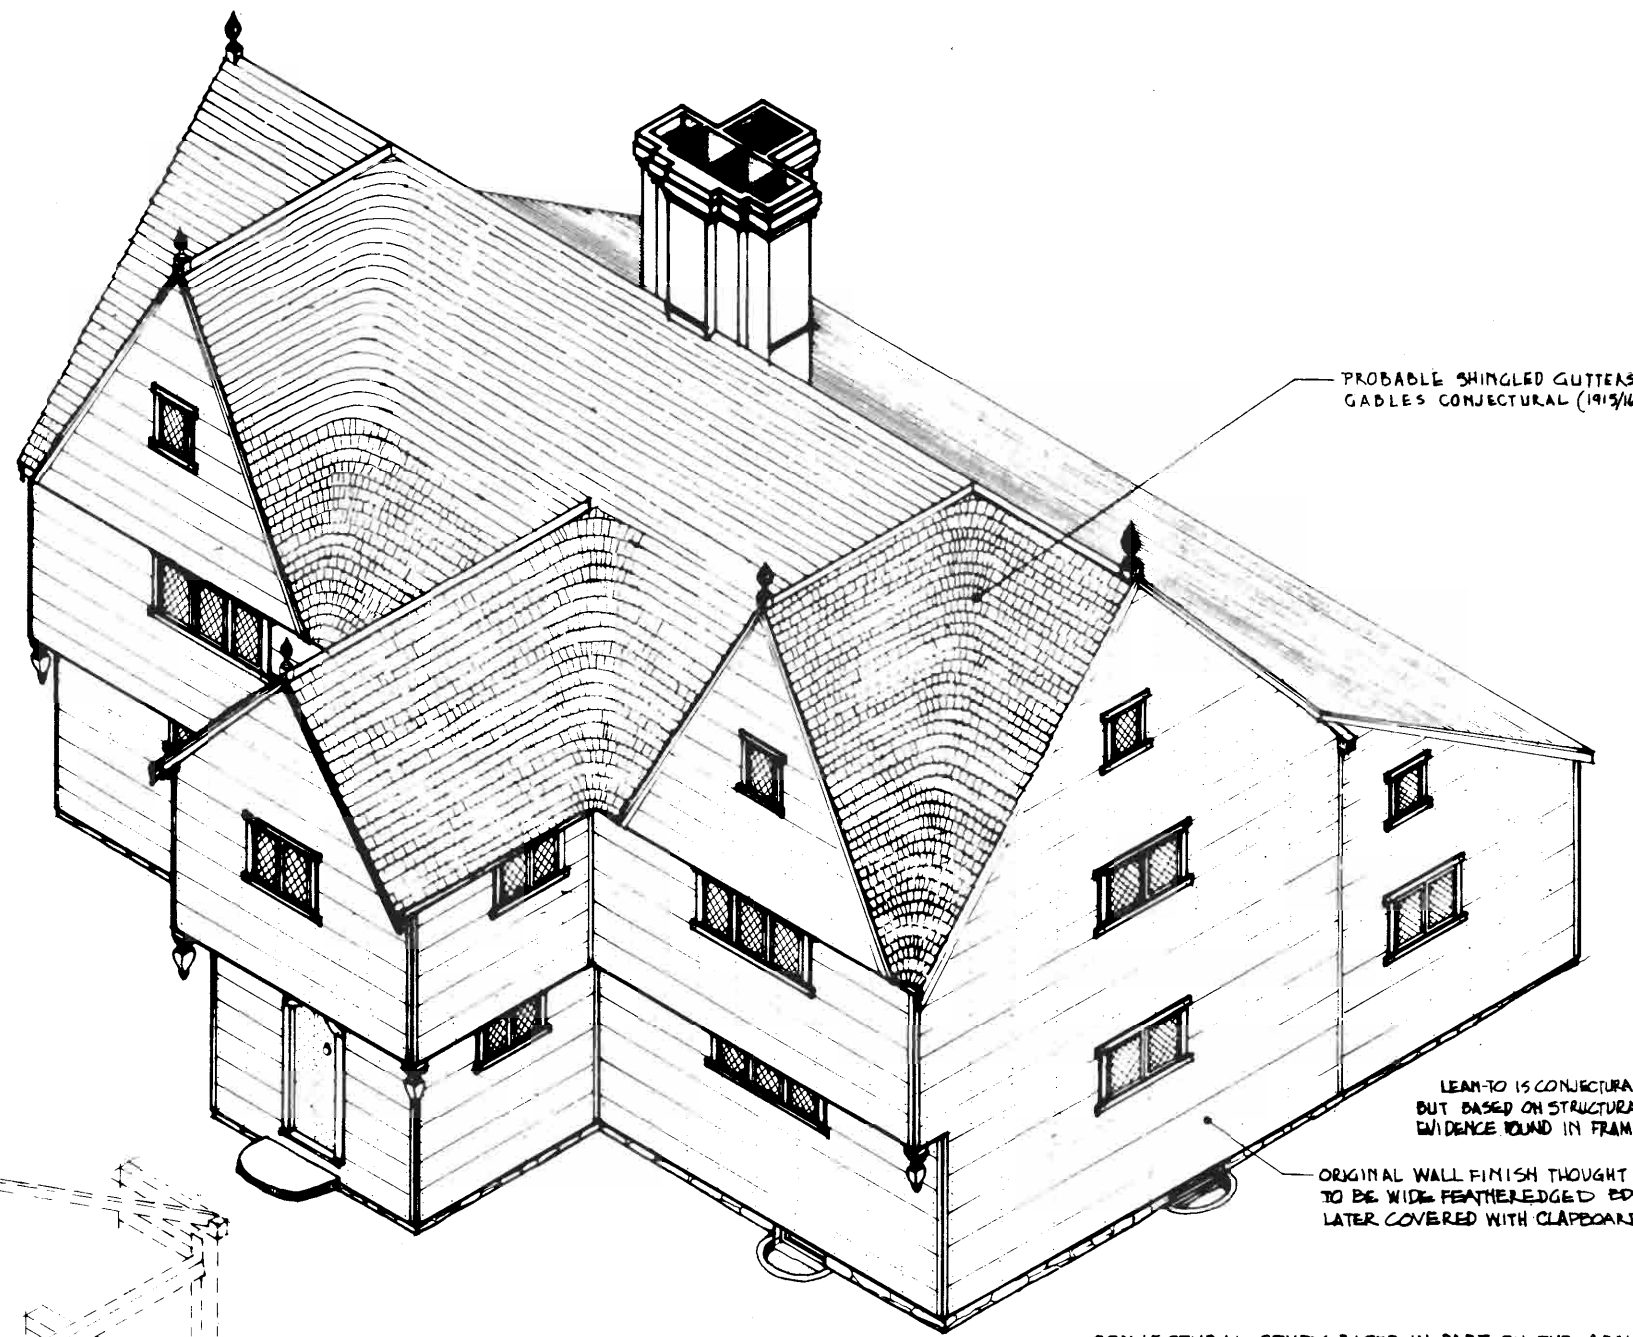 PROBABLE SHINGLED GUTTERS
GABLES CONJECTURAL (1915/16
LEAN-TO IS CONJECTURA
BUT BASED ON STRUCTURA
EVIDENCE FOUND IN FRAM
ORIGINAL WALL FINISH THOUGHT
TO BE WIDE FEATHEREDGED BD
LATER COVERED WITH CLAPBOARD